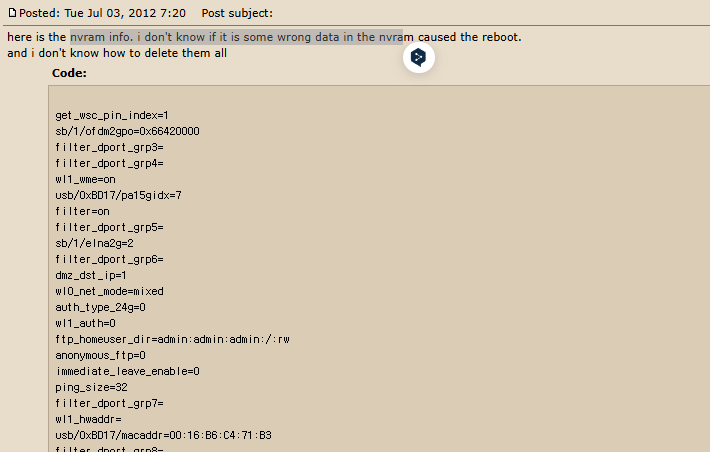 Posted: Tue Jul 03, 2012 7:20    Post subject:
here is the nvram info. i don't know if it is some wrong data in the nvram caused the reboot.
and i don't know how to delete them all
Code:
get_wsc_pin_index=1
sb/1/ofdm2gpo=0x66420000
filter_dport_grp3=
filter_dport_grp4=
wl1_wme=on
usb/0xBD17/pa15gidx=7
filter=on
filter_dport_grp5=
sb/1/elna2g=2
filter_dport_grp6=
dmz_dst_ip=1
wl0_net_mode=mixed
auth_type_24g=0
wl1_auth=0
ftp_homeuser_dir=admin:admin:admin:/:rw
anonymous_ftp=0
immediate_leave_enable=0
ping_size=32
filter_dport_grp7=
wl1_hwaddr=
usb/0xBD17/macaddr=00:16:B6:C4:71:B3
filter_dport_grp8=